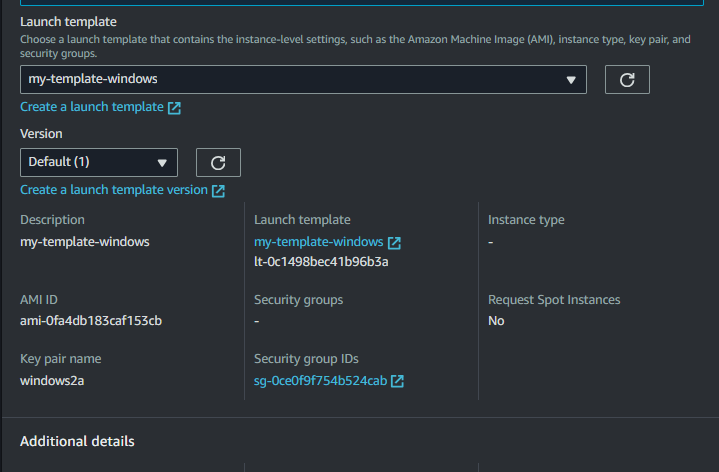 Launch template
Choose a launch template that contains the instance-level settings, such as the Amazon Machine Image (AMI), instance type, key pair, and
security groups.
my-template-windows
Create a launch template
Version
Default (1)
Create a launch template version
Description
my-template-windows
Launch template
my-template-windows
lt-0c1498bec41b96b3a
Instance type
-
AMI ID
ami-0fa4db183caf153cb
Security groups
-
Request Spot Instances
No
Key pair name
windows2a
Security group IDs
sg-0ce0f9f754b524cab
Additional details